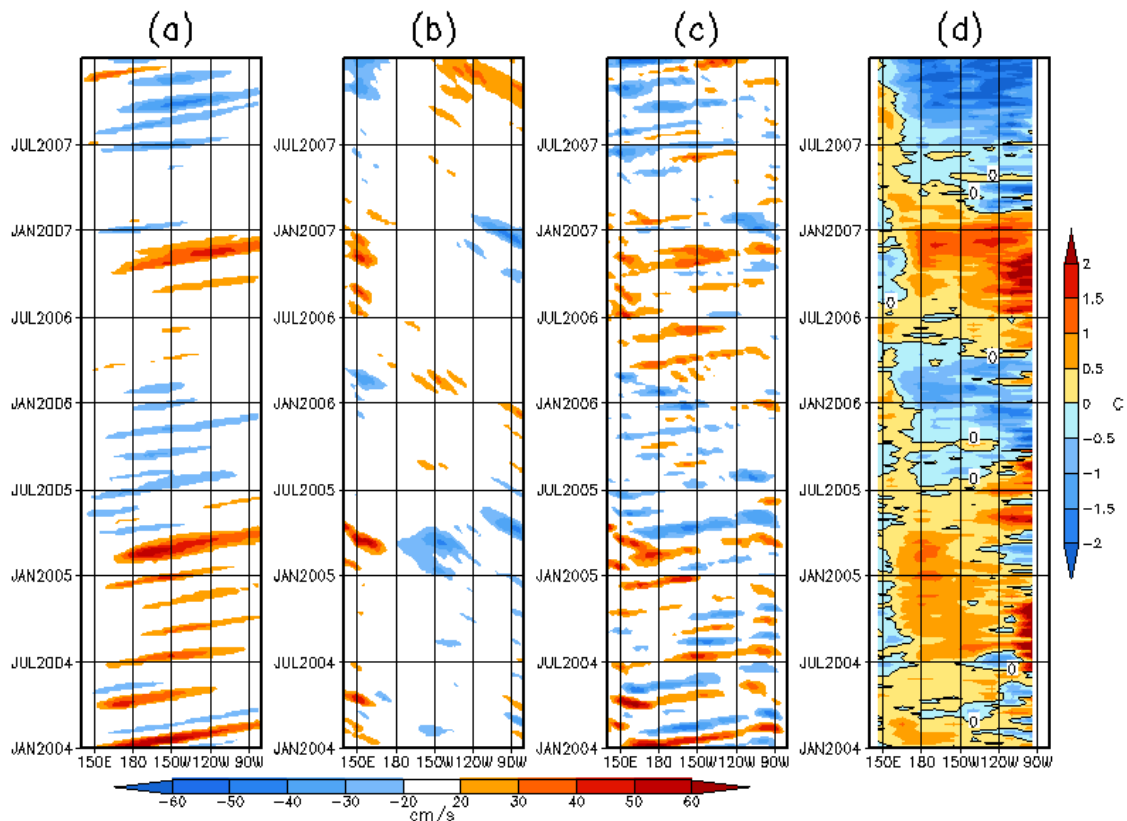 (a) (b) (c) (d)
JUL2007 JUL2007 JUL2007 JUL2007
0
0
JAN2007 JAN2007 JAN2007 JAN2007
2
0
1.5
JUL2006 JUL2006 JUL2006 JUL2006
1
0
0.5
JAN2006 JAN2006 JAN2006 JAN2006
0 Ç
0
-0.5
0
-1
JUL2005 JUL2005 JUL2005 JUL2005
-1.5
-2
JAN2005 JAN2005 JAN2005 JAN2005
JUL2004 JUL2004 JUL2004 JUL2004
0
0
JAN2004 JAN2004 JAN2004 JAN2004
150E 180 150W 120W 90W 150E 180 150W 120W 90W 150E 180 150W 120W 90W 150E 180 150W 120W 90W
-60 -50 -40 -30 -20 20 30 40 50 60
cm/s